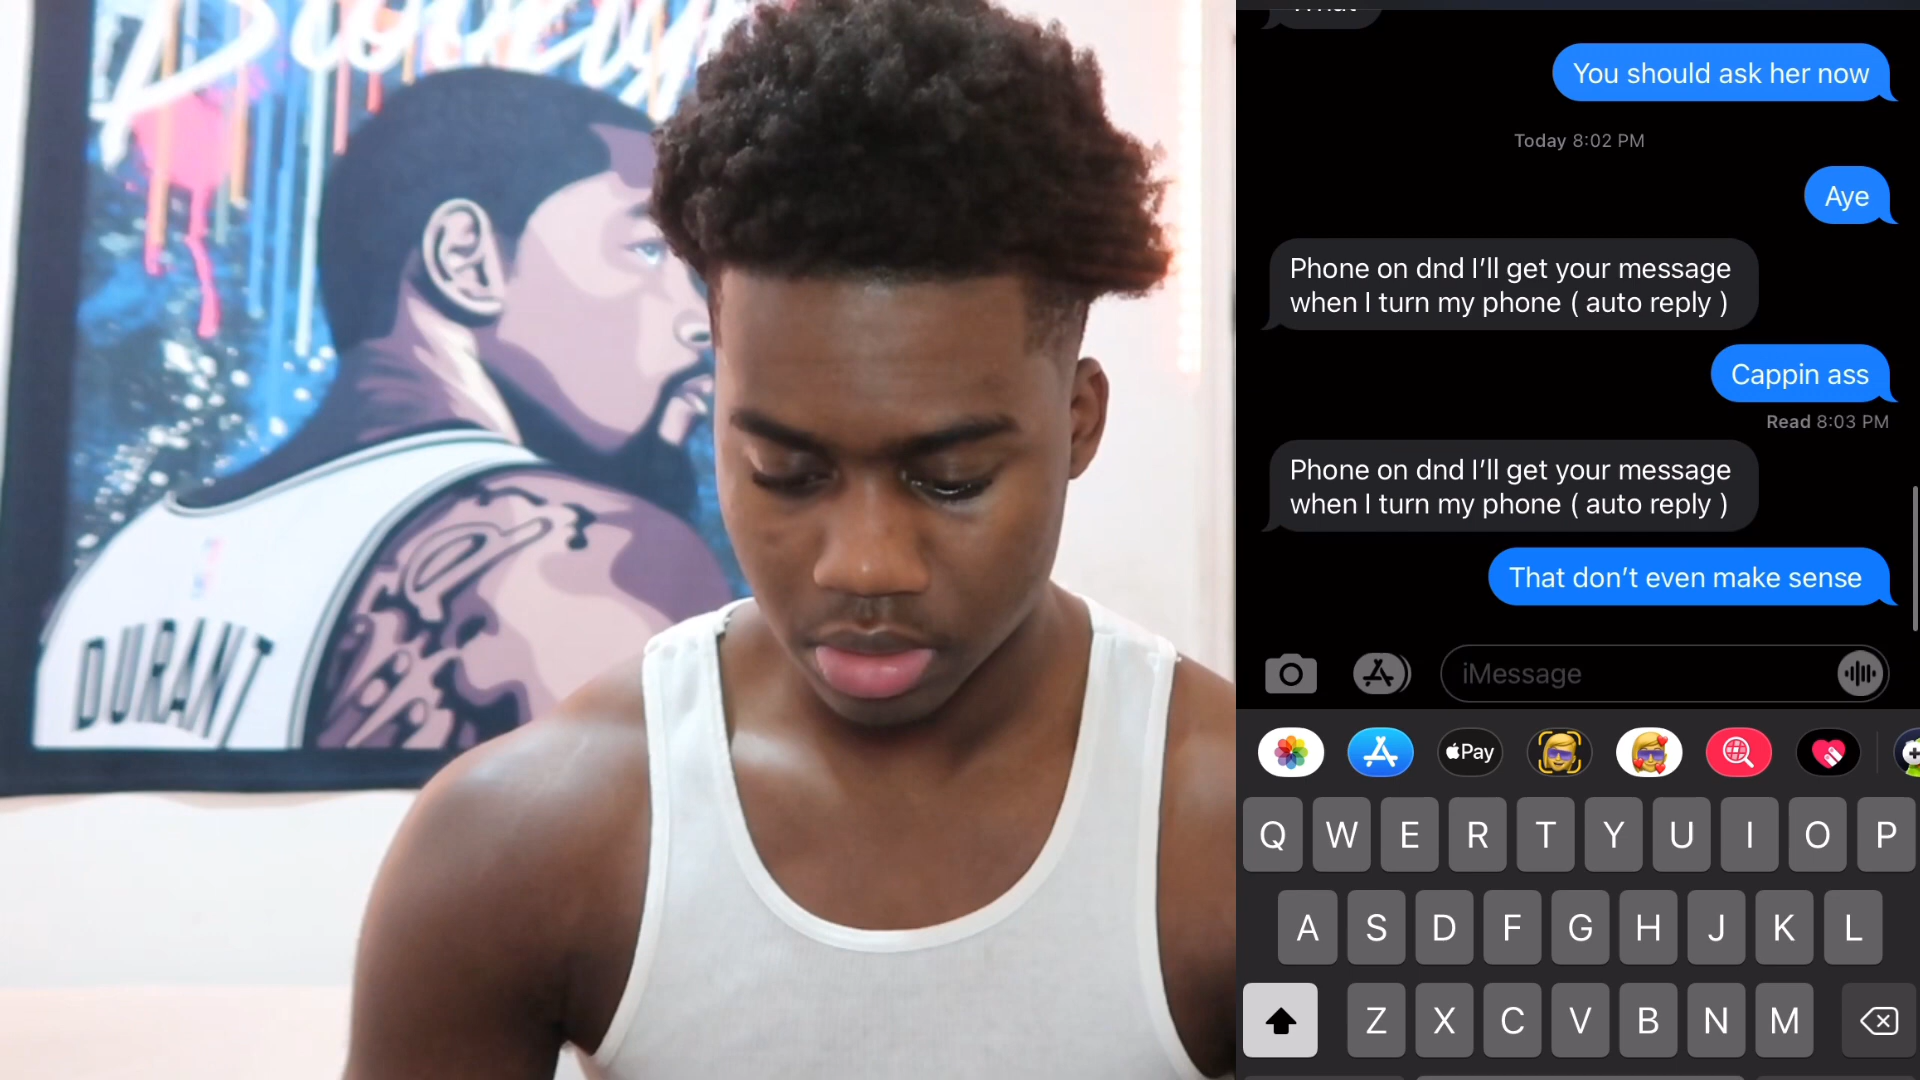 Brooklyn
DURANT
What
You should ask her now
Today 8:02 PM
Aye
Phone on dnd I’ll get your message
when I turn my phone ( auto reply )
Cappin ass
Read 8:03 PM
Phone on dnd I’ll get your message
when I turn my phone ( auto reply )
That don’t even make sense
iMessage
Pay
Q W E R T Y U I O P
A S D F G H J K L
Z X C V B N M